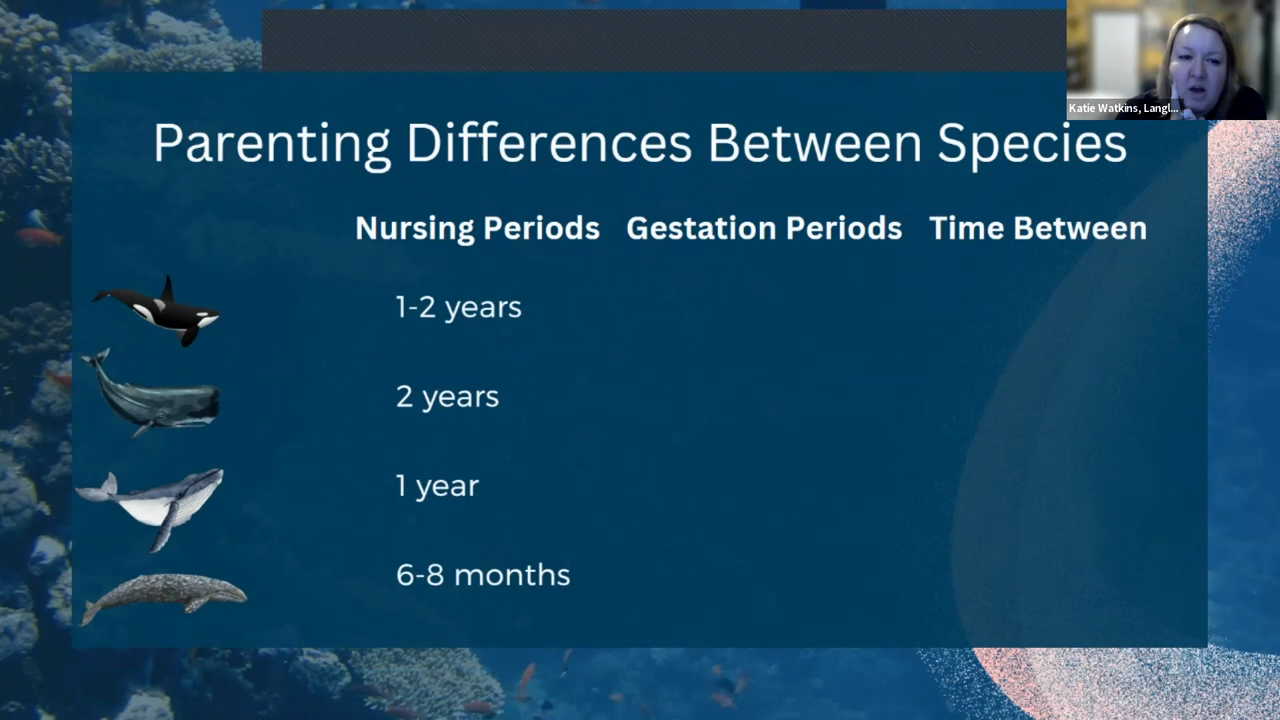 Katie Watkins, Langl...
Parenting Differences Between Species
Nursing Periods Gestation Periods Time Between
1-2 years
2 years
1 year
6-8 months